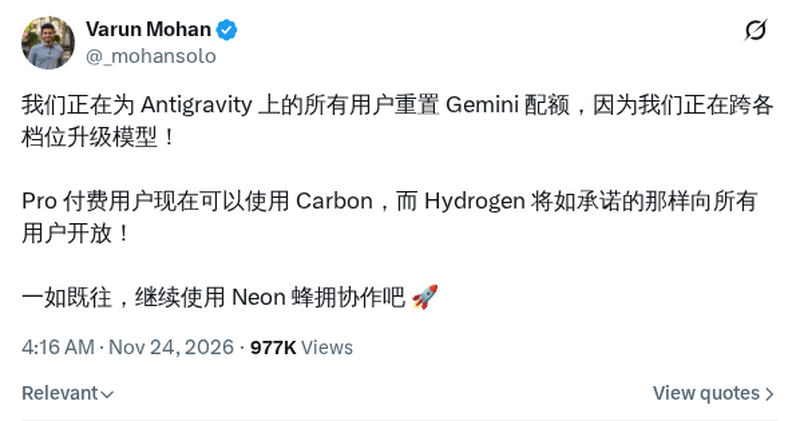 Varun Mohan
@_mohansolo
我们正在为 Antigravity 上的所有用户重置 Gemini 配额，因为我们正在跨各
档位升级模型！
Pro 付费用户现在可以使用 Carbon，而 Hydrogen 将如承诺的那样向所有
用户开放！
一如既往，继续使用 Neon 蜂拥协作吧 🚀
4:16 AM · Nov 24, 2026 · 977K Views
Relevant
View quotes